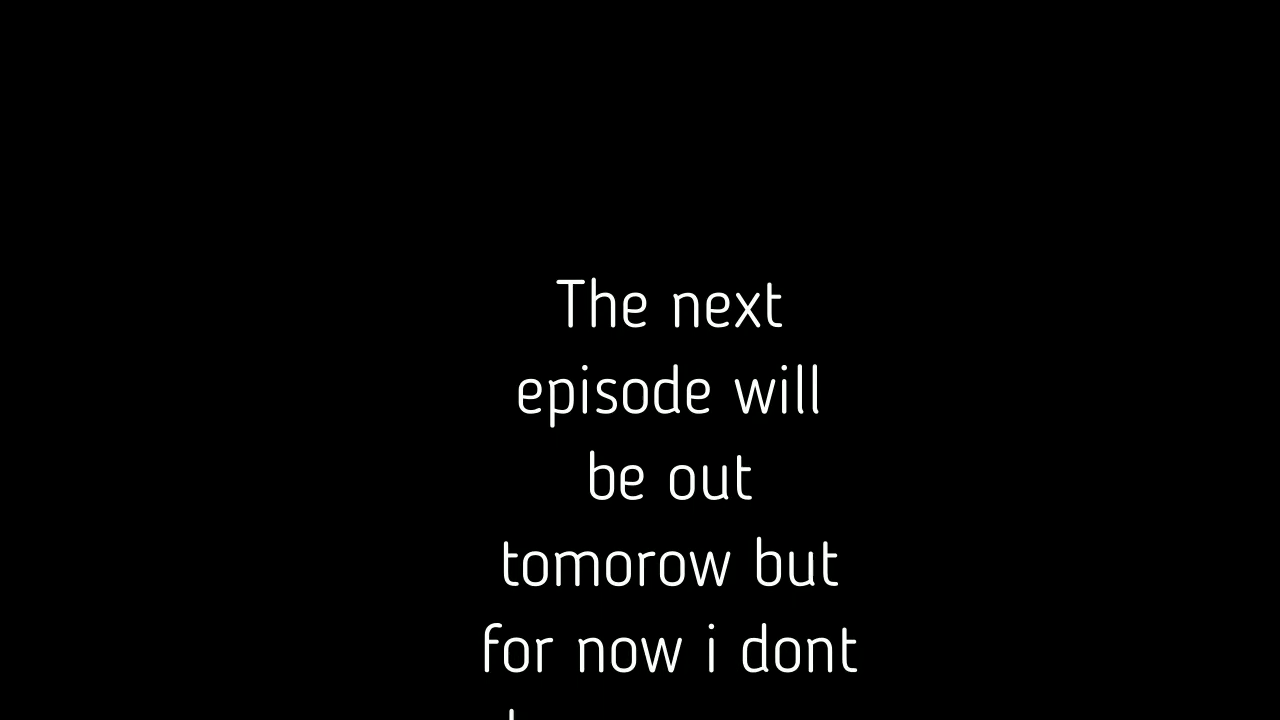 The next
episode will
be out
tomorow but
for now i dont